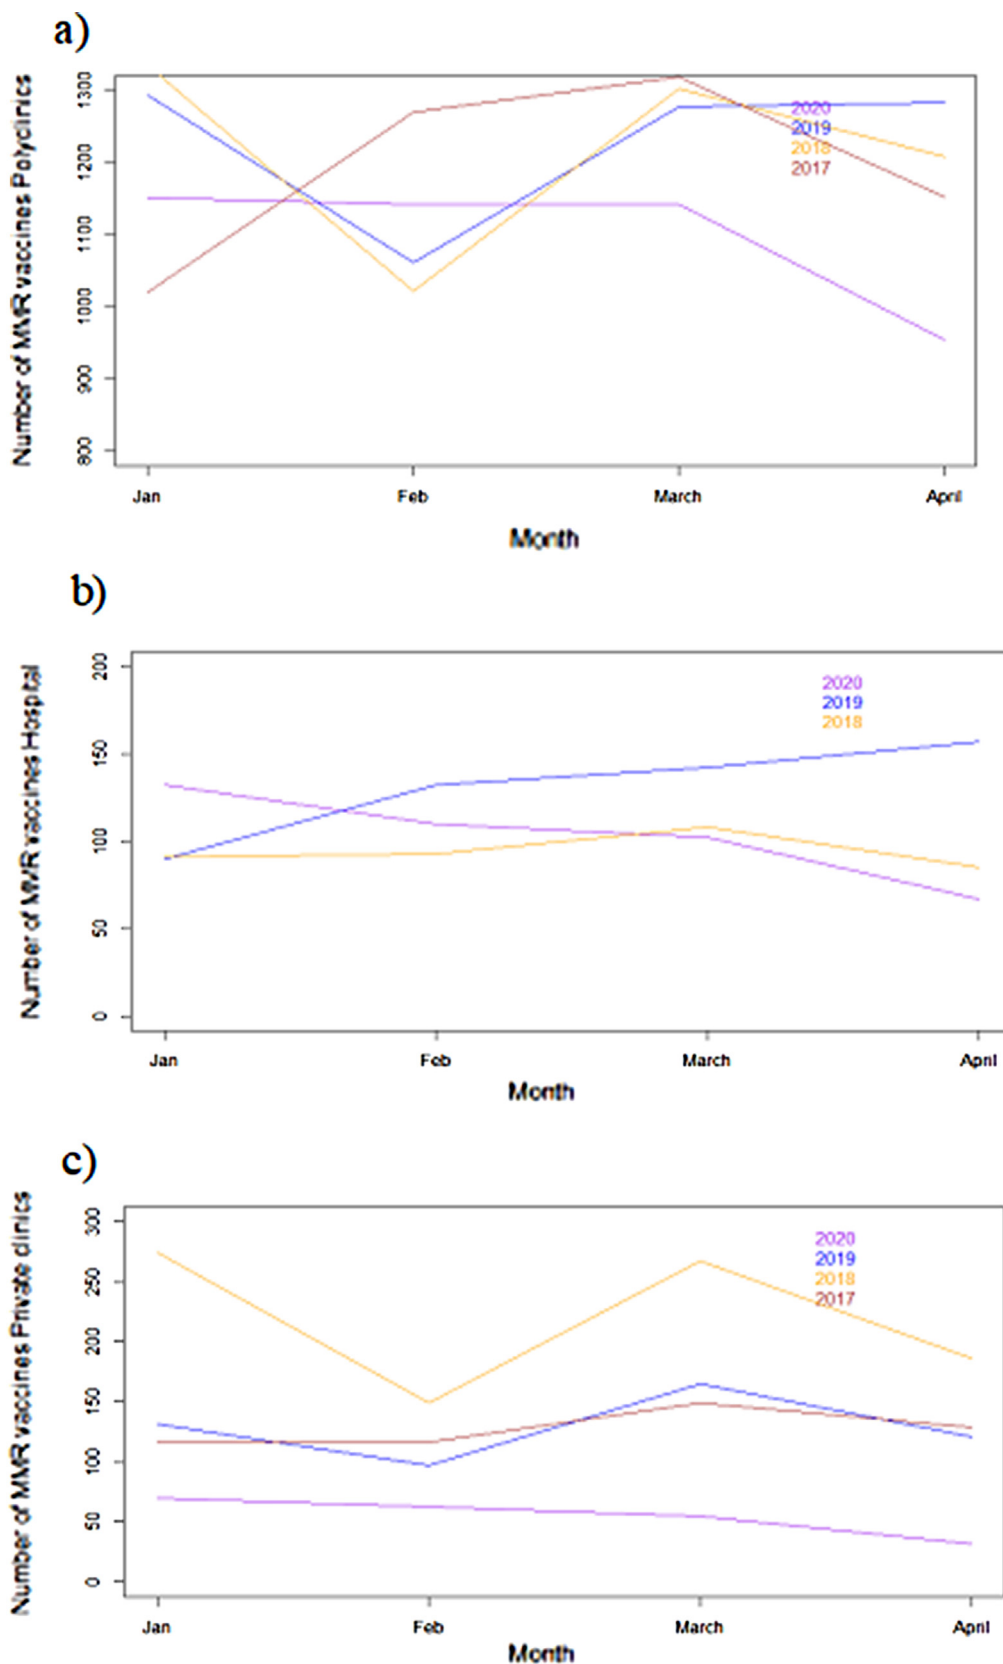 a)
Number of MMR vaccines Polyclinics
1300
1200
1100
1000
900
800
2020
2019
2018
2017
Jan Feb March April
Month
b)
Number of MMR vaccines Hospital
200
150
100
50
0
2020
2019
2018
Jan Feb March April
Month
c)
Number of MMR vaccines Private clinics
300
250
200
150
100
50
0
2020
2019
2018
2017
Jan Feb March April
Month